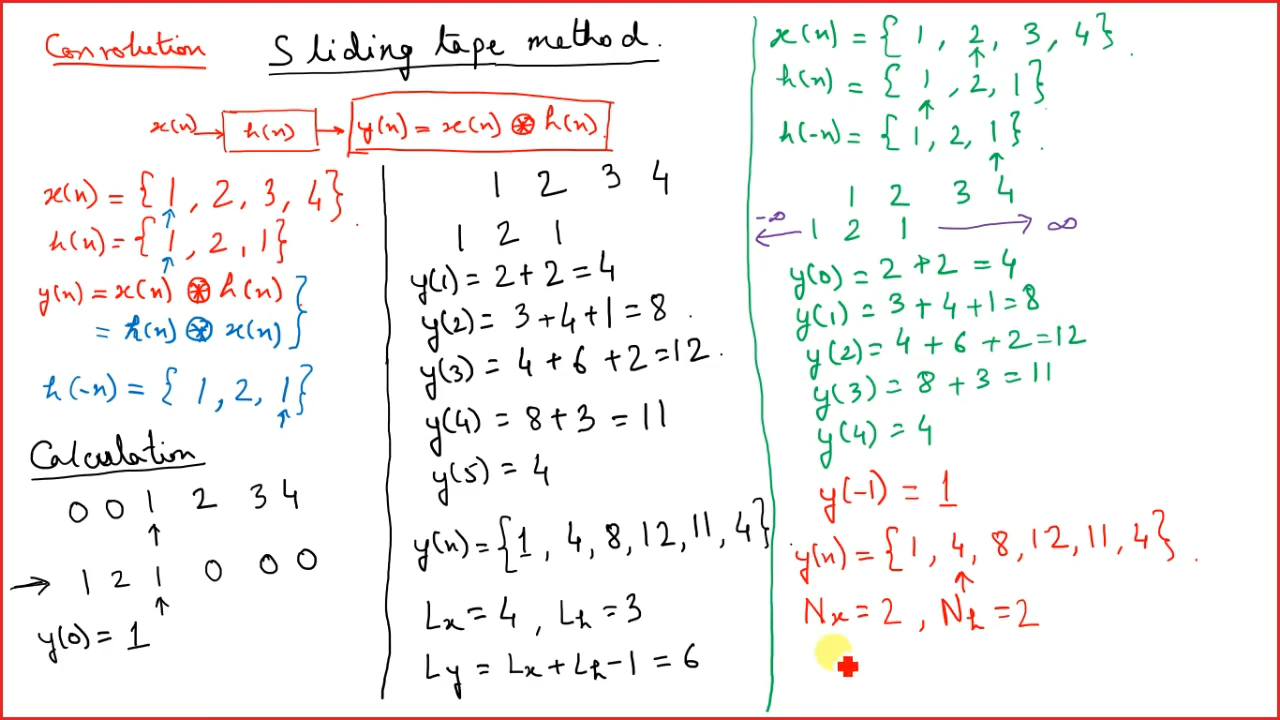 Convolution
Sliding tape method.
x(n) → h(n) → y(n) = x(n) ⊛ h(n)
x(n) = { 1, 2, 3, 4}
↑
h(n) = { 1, 2, 1}
↑
y(n) = x(n) ⊛ h(n)
= h(n) ⊛ x(n)
h(-n) = { 1, 2, 1}
↑
Calculation
0 0 1 2 3 4
↑
→ 1 2 1 0 0 0
↑
y(0) = 1
1 2 3 4
1 2 1
y(1) = 2 + 2 = 4
y(2) = 3 + 4 + 1 = 8.
y(3) = 4 + 6 + 2 = 12.
y(4) = 8 + 3 = 11
y(5) = 4
y(n) = {1, 4, 8, 12, 11, 4}
Lx = 4, Lh = 3
Ly = Lx + Lh - 1 = 6
x(n) = { 1, 2, 3, 4}.
↑
h(n) = { 1, 2, 1}
↑
h(-n) = { 1, 2, 1}.
↑
1 2 3 4
-∞ ← 1 2 1 → ∞
y(0) = 2 + 2 = 4
y(1) = 3 + 4 + 1 = 8
y(2) = 4 + 6 + 2 = 12
y(3) = 8 + 3 = 11
y(4) = 4
y(-1) = 1
y(n) = {1, 4, 8, 12, 11, 4}.
↑
Nx = 2, Nh = 2